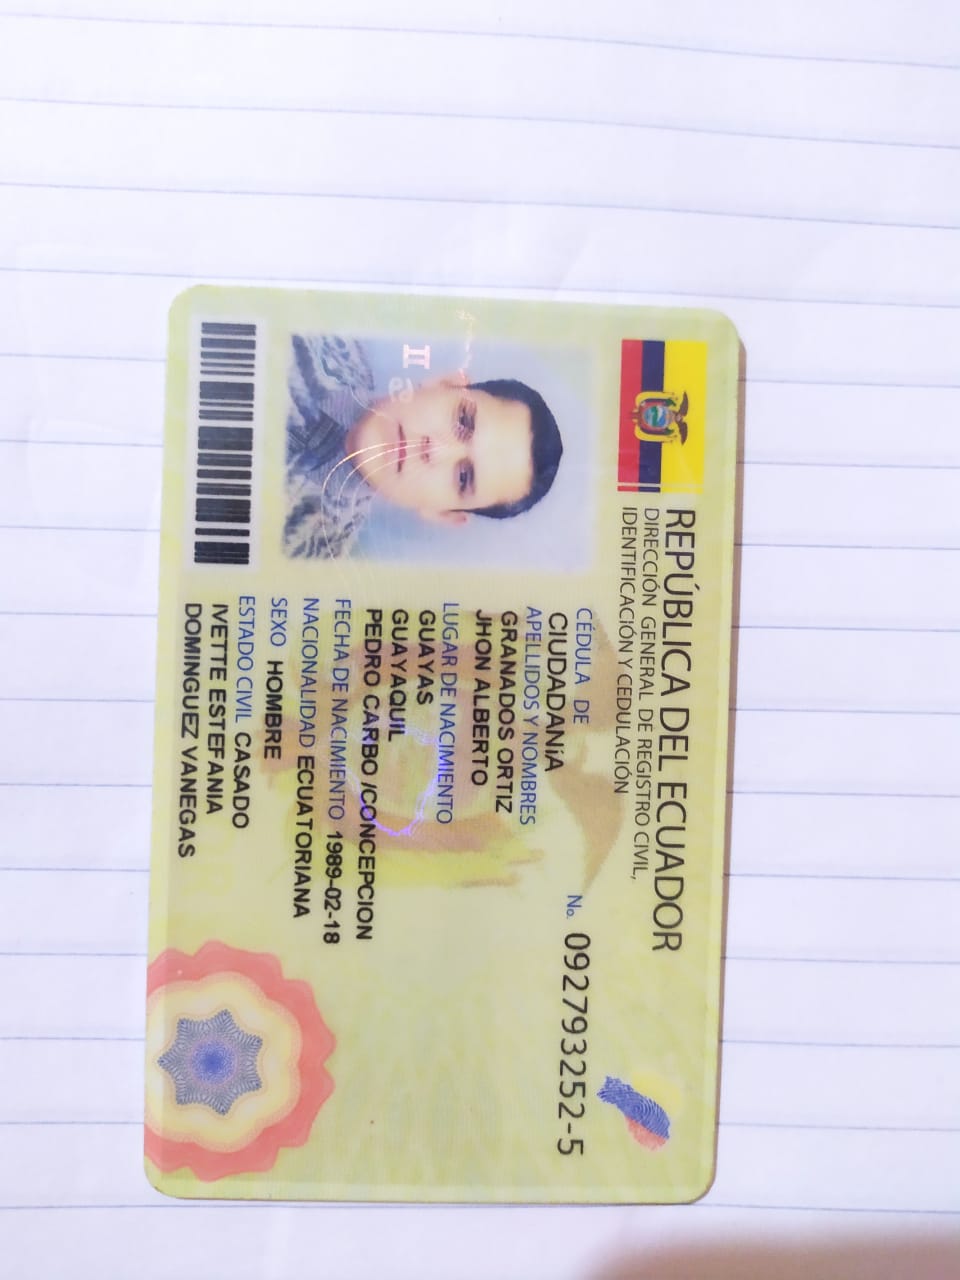 REPÚBLICA DEL ECUADOR
DIRECCIÓN GENERAL DE REGISTRO CIVIL,
IDENTIFICACIÓN Y CEDULACIÓN
CÉDULA DE
CIUDADANíA
No. 092793252-5
APELLIDOS Y NOMBRES
GRANADOS ORTIZ
JHON ALBERTO
LUGAR DE NACIMIENTO
GUAYAS
GUAYAQUIL
PEDRO CARBO /CONCEPCION
FECHA DE NACIMIENTO 1989-02-18
NACIONALIDAD ECUATORIANA
SEXO HOMBRE
ESTADO CIVIL CASADO
IVETTE ESTEFANIA
DOMINGUEZ VANEGAS